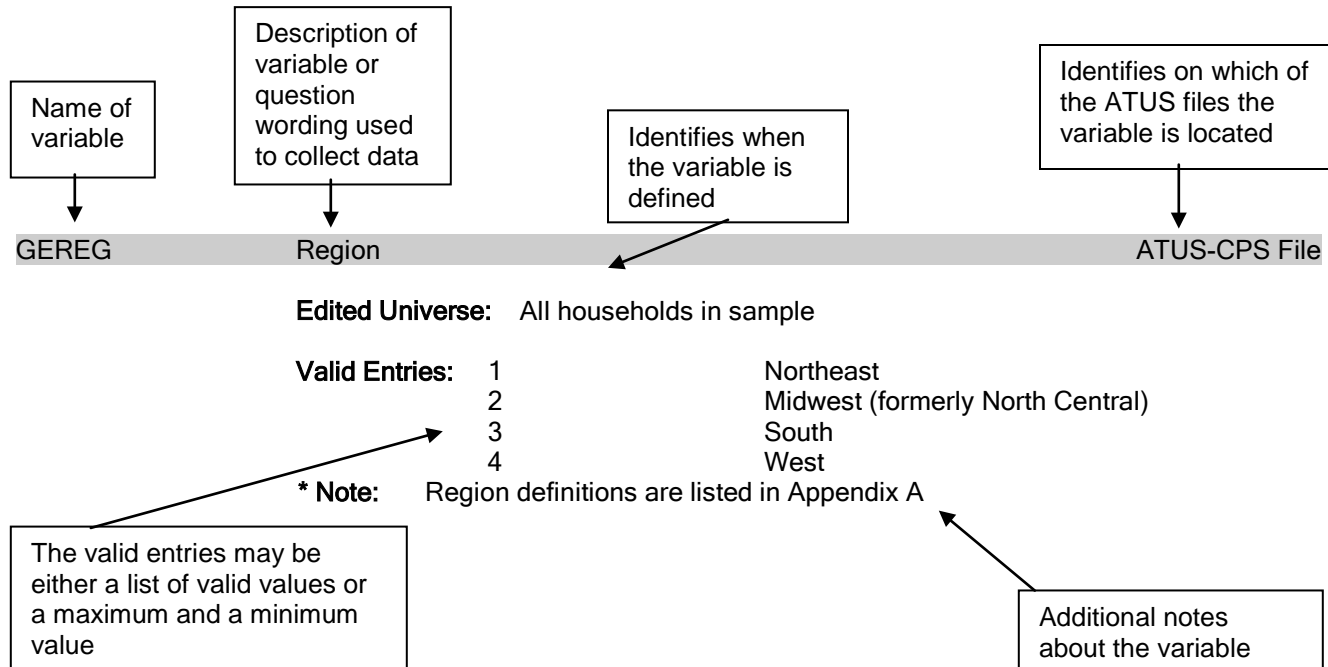 Name of
variable
Description of
variable or
question
wording used
to collect data
Identifies when
the variable is
defined
Identifies on which of
the ATUS files the
variable is located
GEREG Region ATUS-CPS File
Edited Universe: All households in sample
Valid Entries: 1 Northeast
2 Midwest (formerly North Central)
3 South
4 West
* Note: Region definitions are listed in Appendix A
The valid entries may be
either a list of valid values or
a maximum and a minimum
value
Additional notes
about the variable